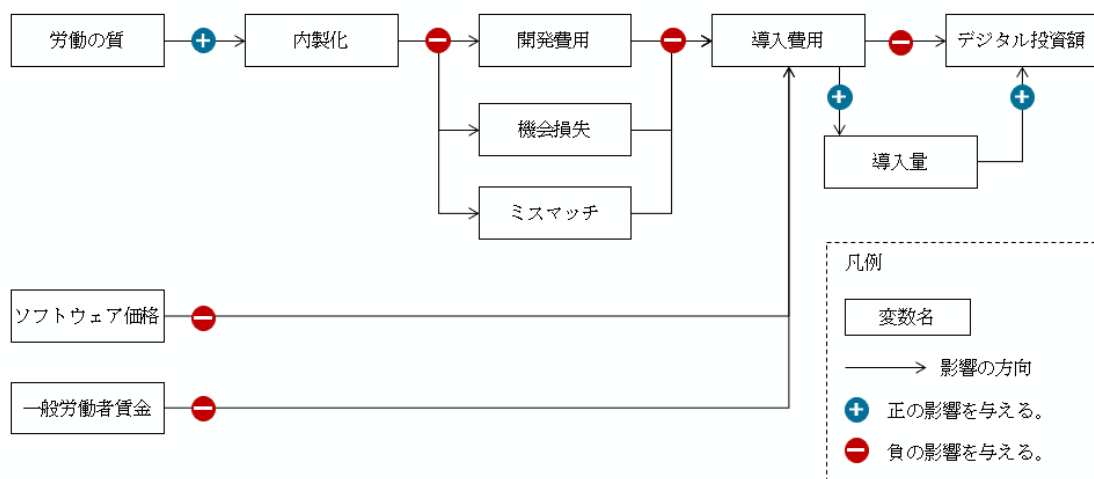 労働の質
内製化
開発費用
導入費用
デジタル投資額
機会損失
導入量
ミスマッチ
凡例
ソフトウェア価格
変数名
影響の方向
一般労働者賃金
正の影響を与える。
負の影響を与える。